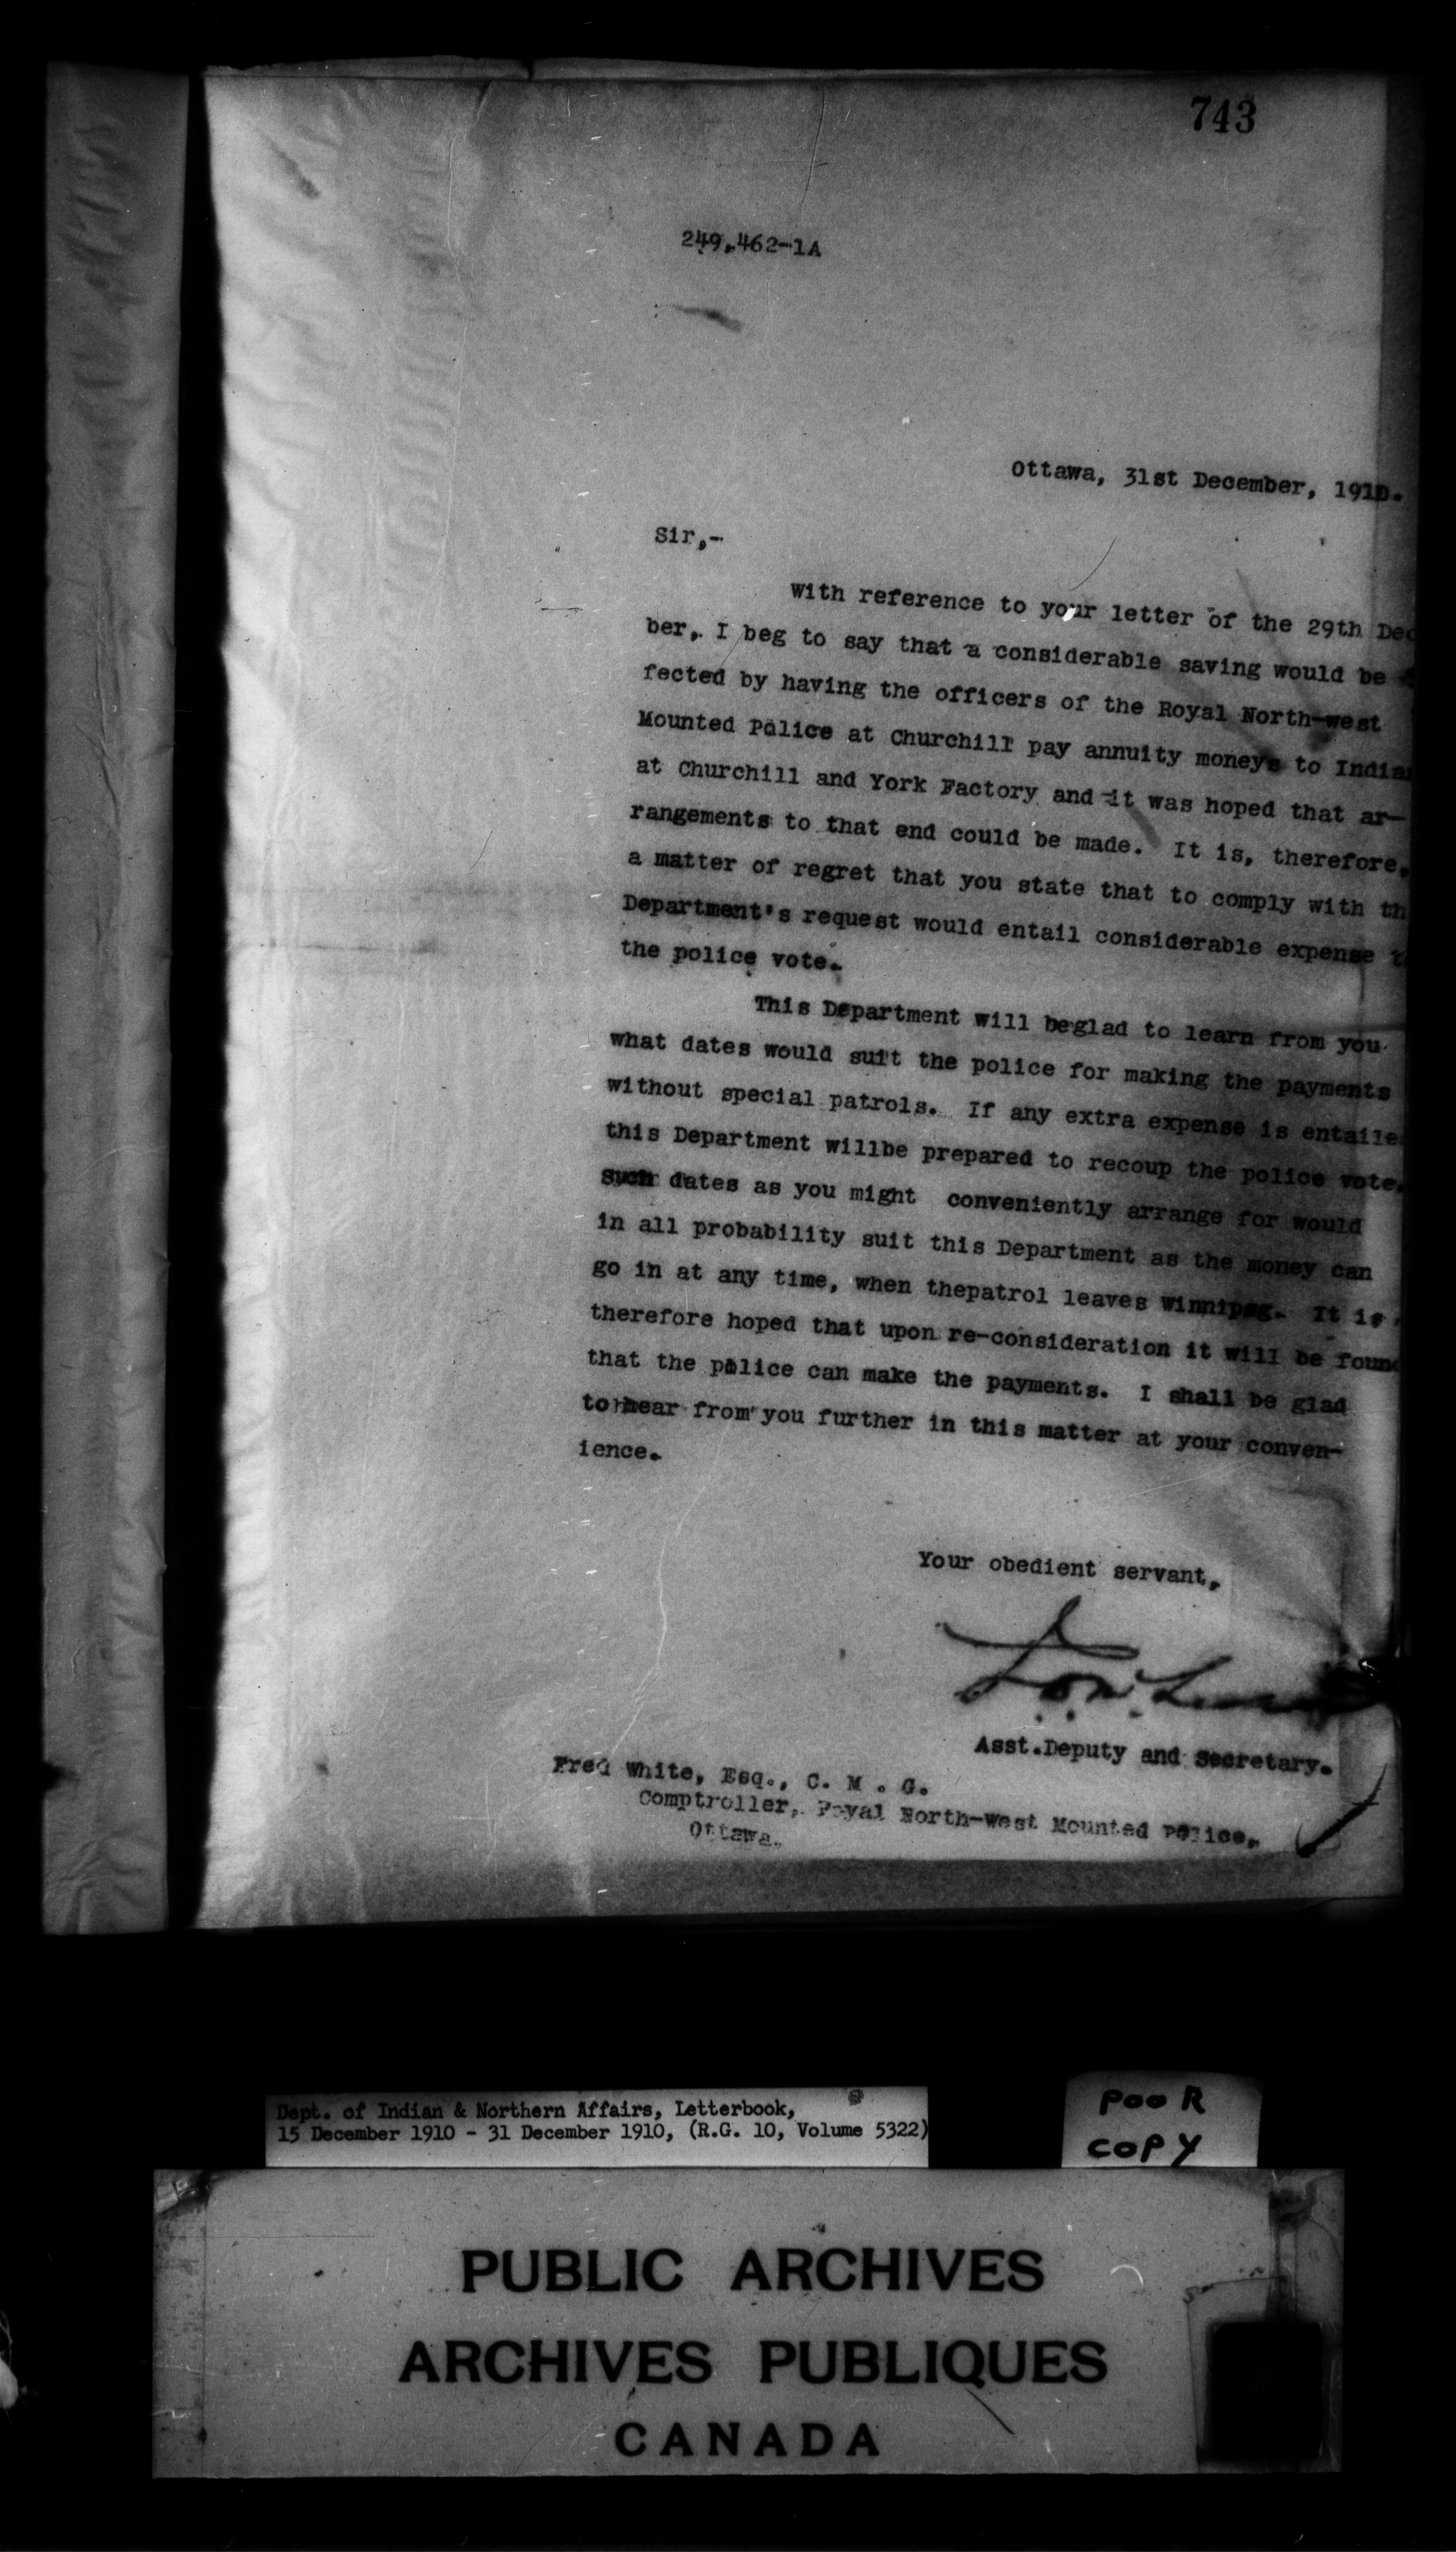 743
249,462-1A
Ottawa, 31st December, 1910.
Sir,-
With reference to your letter of the 29th Dec
ber, I beg to say that a considerable saving would be
fected by having the officers of the Royal North-west
Mounted Police at Churchill pay annuity moneys to India
at Churchill and York Factory and it was hoped that ar-
rangements to that end could be made. It is, therefore,
a matter of regret that you state that to comply with th
Department's request would entail considerable expense t
the police vote.
This Department will beglad to learn from you
what dates would suit the police for making the payments
without special patrols. If any extra expense is entaile
this Department willbe prepared to recoup the police vote.
such dates as you might conveniently arrange for would
in all probability suit this Department as the money can
go in at any time, when thepatrol leaves Winnipeg. It is
therefore hoped that upon re-consideration it will be foun
that the police can make the payments. I shall be glad
to hear from you further in this matter at your conven-
ience.
Your obedient servant,
Asst.Deputy and Secretary.
Fred White, Esq., C. M . G.
Comptroller, Royal North-west Mounted Police,
Ottawa.
Dept. of Indian & Northern Affairs, Letterbook,
15 December 1910 - 31 December 1910, (R.G. 10, Volume 5322)
POOR
COPY
PUBLIC ARCHIVES
ARCHIVES PUBLIQUES
CANADA